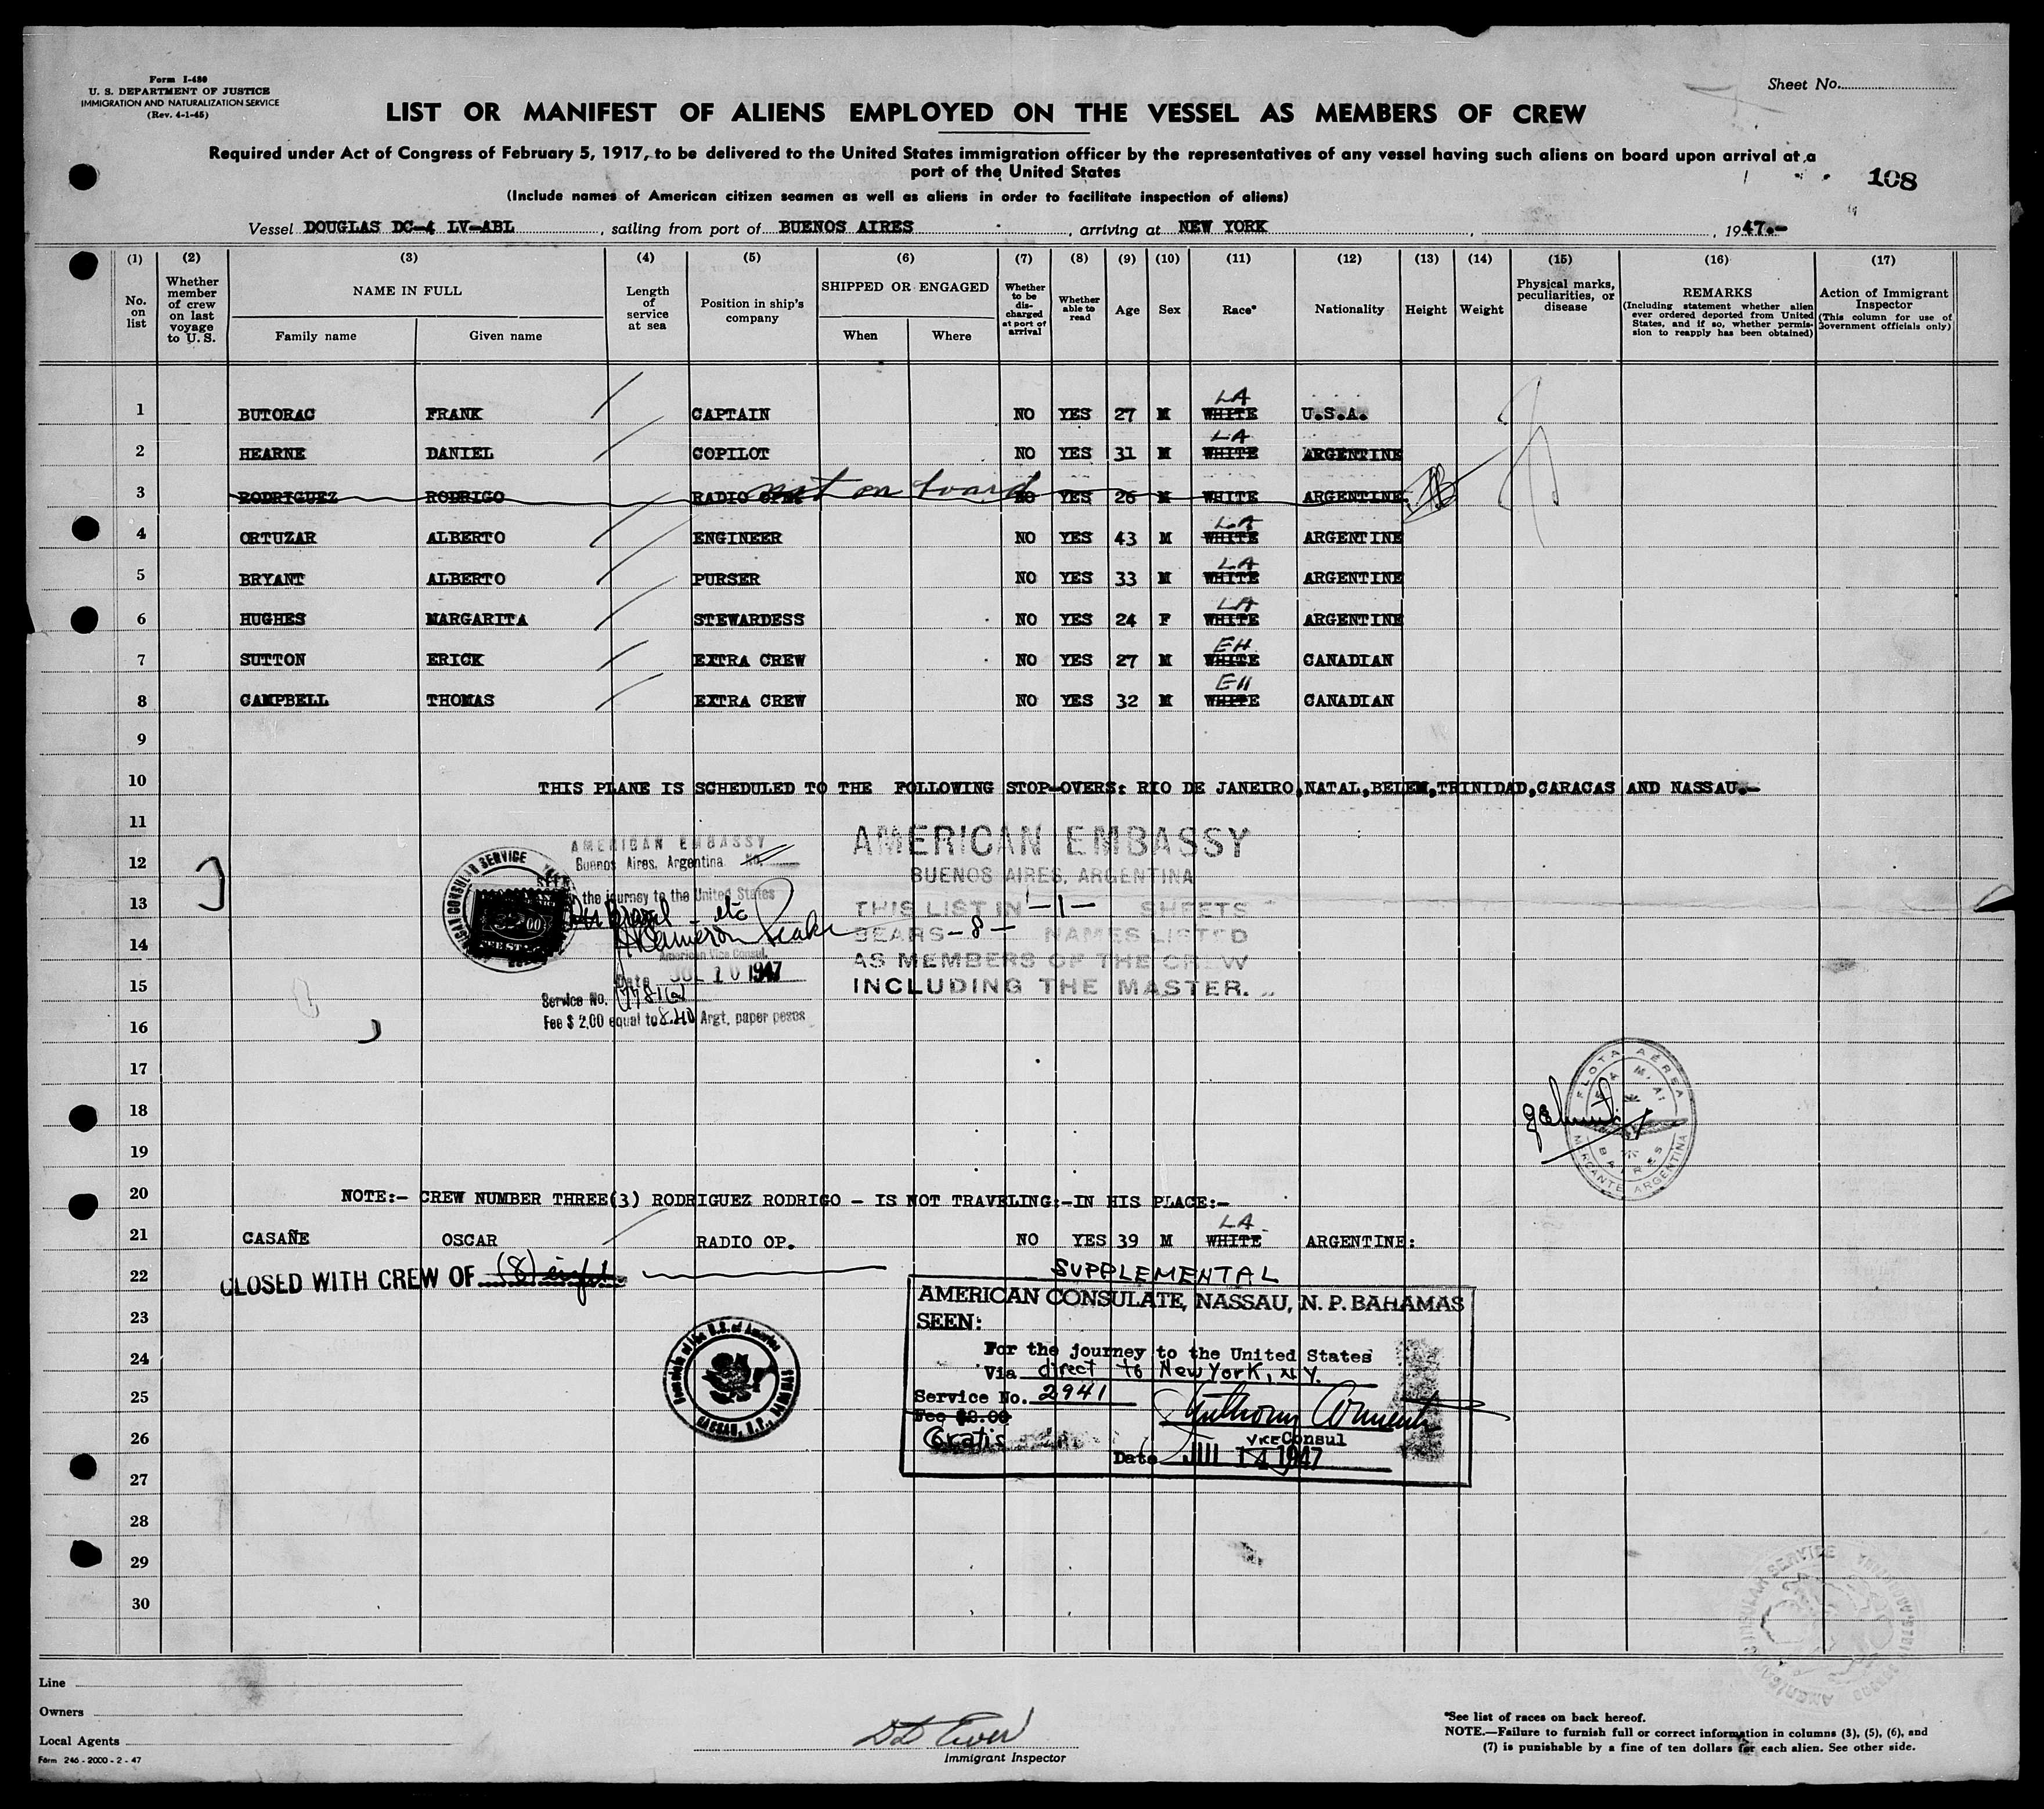 Form I-480
U. S. DEPARTMENT OF JUSTICE
IMMIGRATION AND NATURALIZATION SERVICE
(Rev. 4-1-45)
Sheet No.
LIST OR MANIFEST OF ALIENS EMPLOYED ON THE VESSEL AS MEMBERS OF CREW
Required under Act of Congress of February 5, 1917, to be delivered to the United States immigration officer by the representatives of any vessel having such aliens on board upon arrival at a
port of the United States
108
(Include names of American citizen seamen as well as aliens in order to facilitate inspection of aliens)
Vessel DOUGLAS DC-4 LV-ABL, sailing from port of BUENOS AIRES, arriving at NEW YORK, , 1947.-
(1) (2) (3) (4) (5) (6) (7) (8) (9) (10) (11) (12) (13) (14) (15) (16) (17)
No. on list
Whether member of crew on last voyage to U. S.
NAME IN FULL
Family name Given name
Length of service at sea
Position in ship's company
SHIPPED OR ENGAGED
When Where
Whether to be discharged at port of arrival
Whether able to read
Age
Sex
Race*
Nationality
Height
Weight
Physical marks, peculiarities, or disease
REMARKS
(Including statement whether alien ever ordered deported from United States, and if so, whether permission to reapply has been obtained)
Action of Immigrant Inspector
(This column for use of Government officials only)
1 BUTORAC FRANK CAPTAIN NO YES 27 M WHITE LA U.S.A.
2 HEARNE DANIEL COPILOT NO YES 31 M WHITE LA ARGENTINE
3 RODRIGUEZ RODRIGO RADIO OP. not on board NO YES 26 M WHITE ARGENTINE
4 ORTUZAR ALBERTO ENGINEER NO YES 43 M WHITE LA ARGENTINE
5 BRYANT ALBERTO PURSER NO YES 33 M WHITE LA ARGENTINE
6 HUGHES MARGARITA STEWARDESS NO YES 24 F WHITE LA ARGENTINE
7 SUTTON ERICK EXTRA CREW NO YES 27 M WHITE EH CANADIAN
8 CAMPBELL THOMAS EXTRA CREW NO YES 32 M WHITE EH CANADIAN
9
10 THIS PLANE IS SCHEDULED TO THE FOLLOWING STOP-OVERS: RIO DE JANEIRO,NATAL,BELEM,TRINIDAD,CARACAS AND NASSAU.-
11
12
13
14
15
16
17
18
19
AMERICAN EMBASSY
Buenos Aires, Argentina No.
SEEN
the journey to the United States
Brazil - etc
American Vice Consul.
Date JUL 10 1947
Service No.
Fee $ 2.00 equal to 8.40 Argt. paper pesos
AMERICAN EMBASSY
BUENOS AIRES, ARGENTINA
THIS LIST IN -1- SHEETS
BEARS -8- NAMES LISTED
AS MEMBERS OF THE CREW
INCLUDING THE MASTER.
FLOTA AEREA MERCANTE ARGENTINA
F. A. M. A.
B AIRES
20 NOTE:- CREW NUMBER THREE(3) RODRIGUEZ RODRIGO - IS NOT TRAVELING:-IN HIS PLACE:-
21 CASAÑE OSCAR RADIO OP. NO YES 39 M WHITE LA ARGENTINE:
22 CLOSED WITH CREW OF (8) eight
23
24
25
26
27
28
29
30
SUPPLEMENTAL
AMERICAN CONSULATE, NASSAU, N. P. BAHAMAS
SEEN:
For the journey to the United States
Via direct to New York, N.Y.
Service No. 2941
Fee $2.00
Gratis
Vice Consul
Date JUL 14 1947
Line
Owners
Local Agents
Form 246 - 2000 - 2 - 47
Immigrant Inspector
*See list of races on back hereof.
NOTE.—Failure to furnish full or correct information in columns (3), (5), (6), and
(7) is punishable by a fine of ten dollars for each alien. See other side.